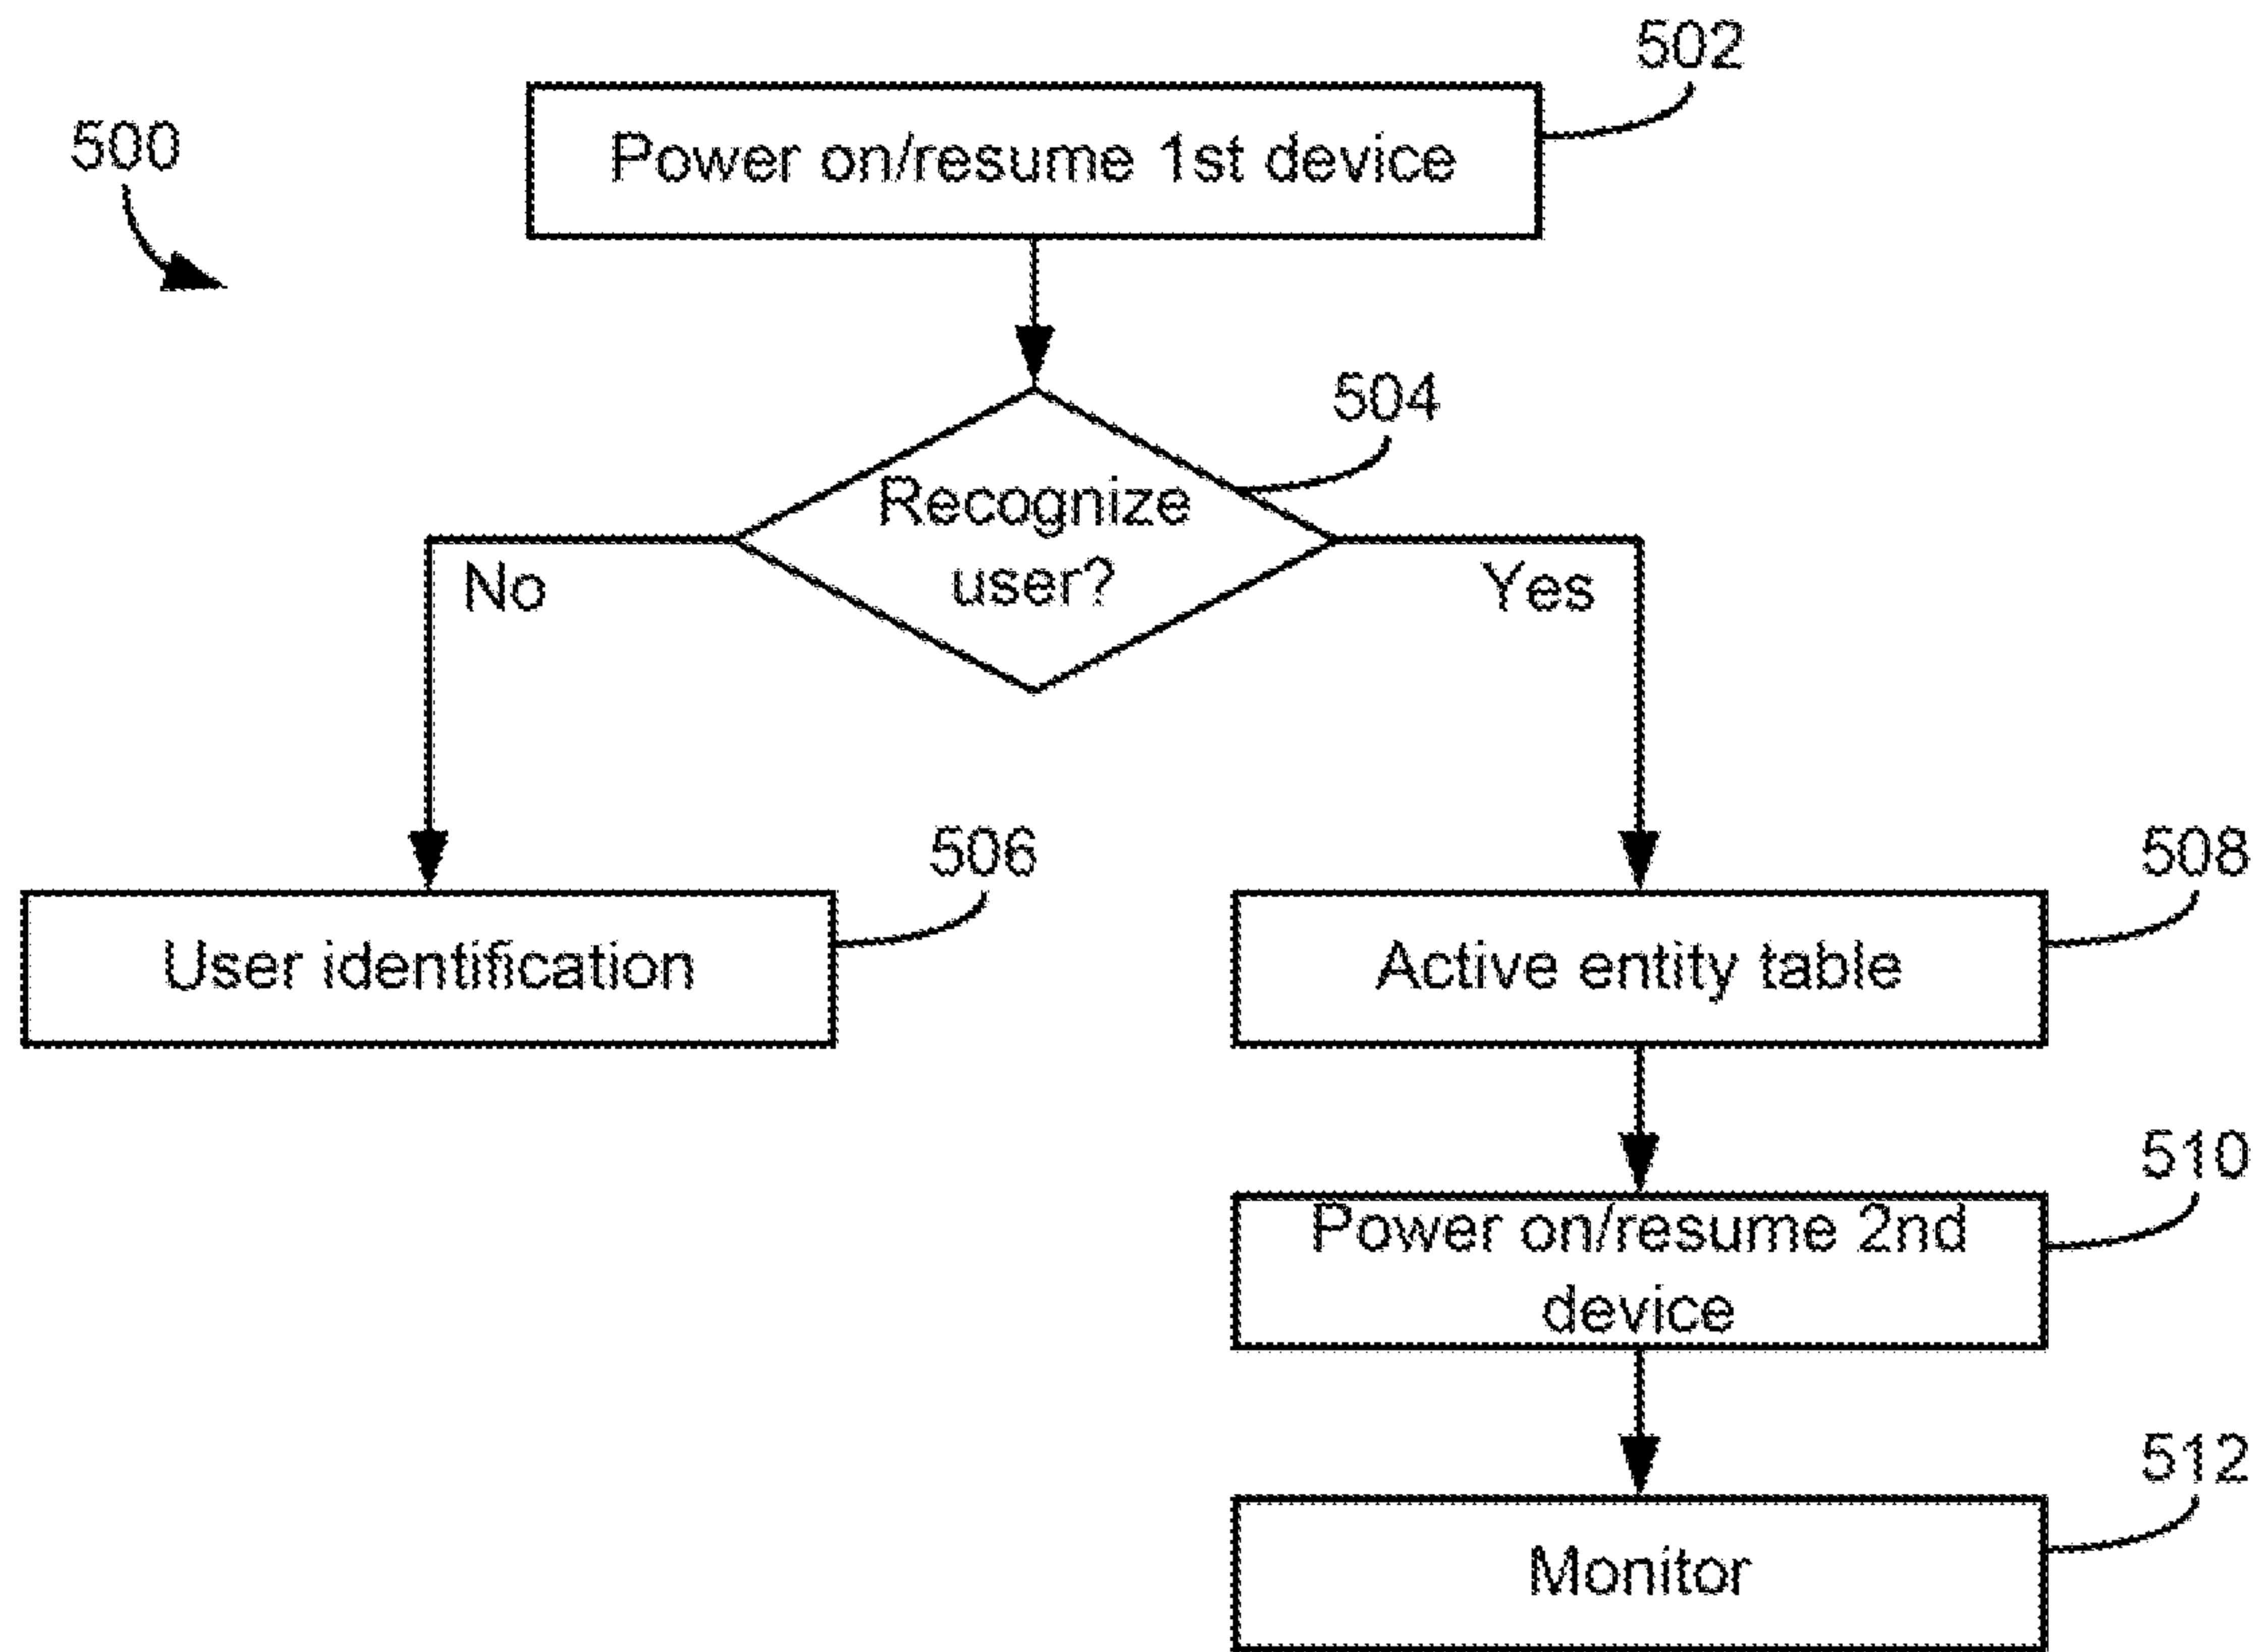 502
500
Power on/resume 1st device
504
Recognize
user?
No
Yes
506
508
User identification
Active entity table
510
Power on/resume 2nd
device
512
Monitor